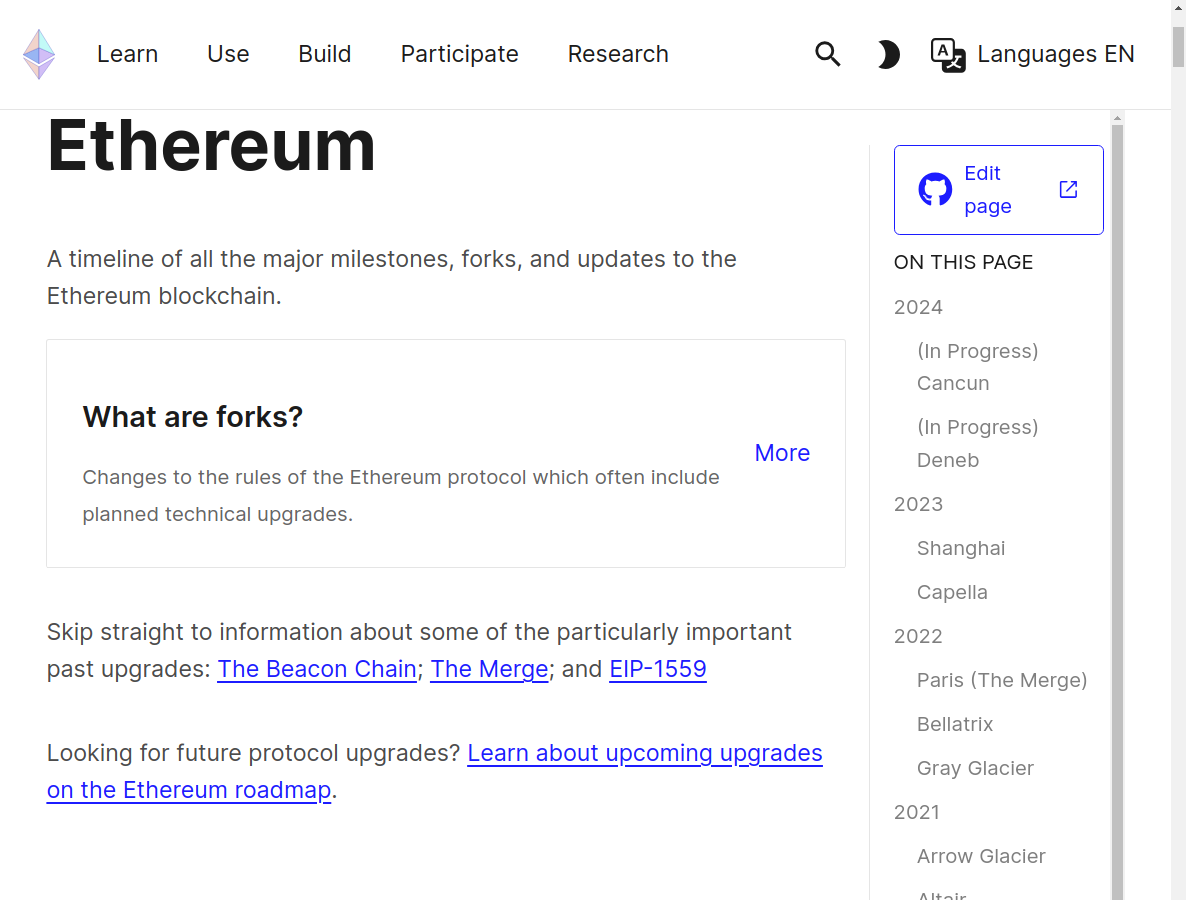 Learn Use Build Participate Research Languages EN
Ethereum
A timeline of all the major milestones, forks, and updates to the
Ethereum blockchain.
What are forks?
Changes to the rules of the Ethereum protocol which often include
planned technical upgrades.
More
Skip straight to information about some of the particularly important
past upgrades: The Beacon Chain; The Merge; and EIP-1559
Looking for future protocol upgrades? Learn about upcoming upgrades
on the Ethereum roadmap.
Edit
page
ON THIS PAGE
2024
(In Progress)
Cancun
(In Progress)
Deneb
2023
Shanghai
Capella
2022
Paris (The Merge)
Bellatrix
Gray Glacier
2021
Arrow Glacier
Altair